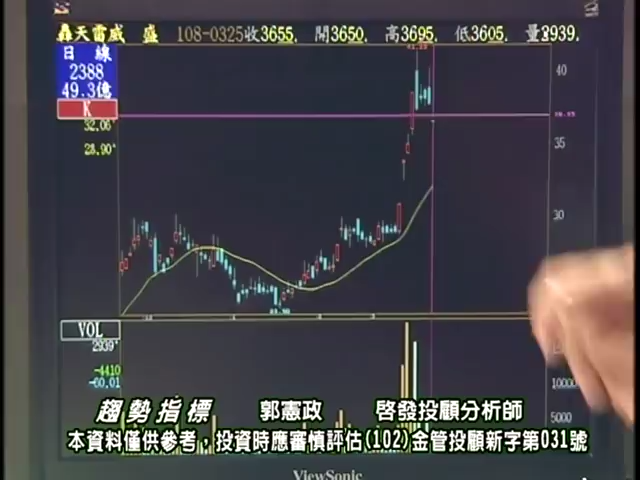 轟天雷威 盛 108-0325收3655. 開3650. 高3695. 低3605. 量2939.
日 線
2388
49.3億
K
32.06
28.90
40
35
30
VOL
2939
-4410
-60.01
10000
5000
趨勢指標 郭憲政 啓發投顧分析師
本資料僅供參考，投資時應審慎評估(102)金管投顧新字第031號
ViewSonic